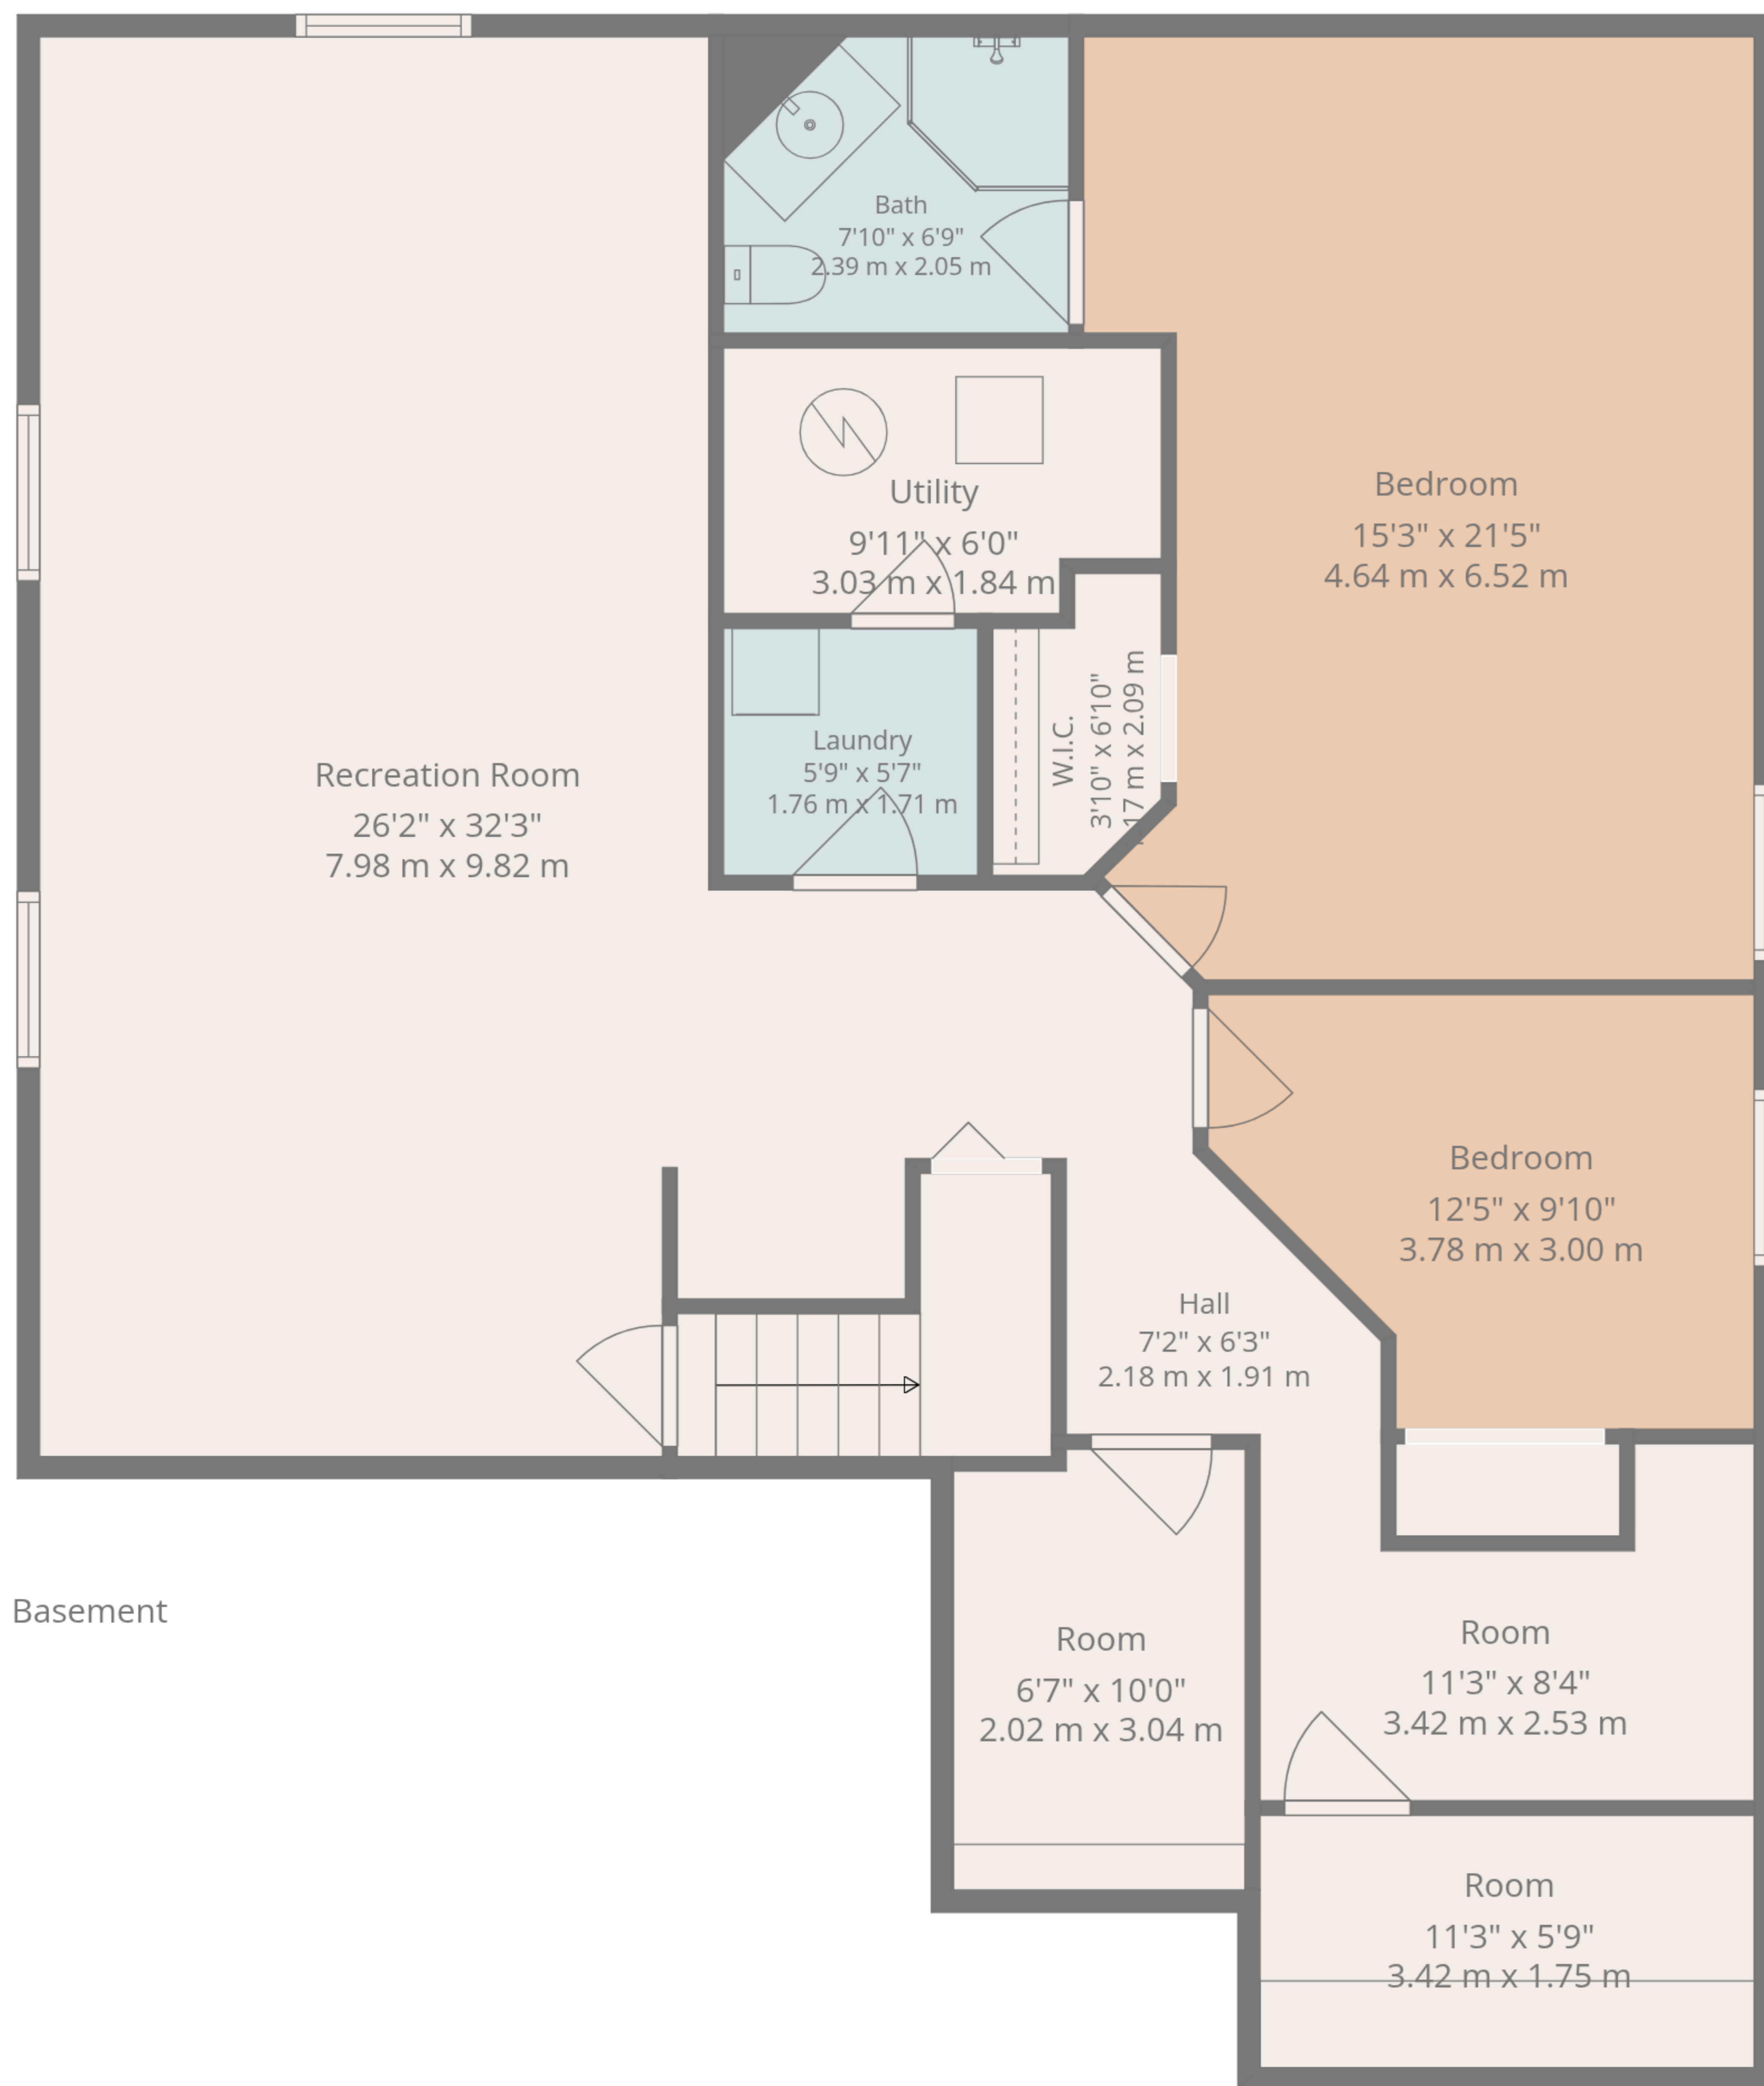 Bath
7'10" x 6'9"
2.39 m x 2.05 m
Utility
9'11" x 6'0"
3.03 m x 1.84 m
Bedroom
15'3" x 21'5"
4.64 m x 6.52 m
Recreation Room
26'2" x 32'3"
7.98 m x 9.82 m
Laundry
5'9" x 5'7"
1.76 m x 1.71 m
W.I.C.
3'10" x 6'10"
17 m x 2.09 m
Bedroom
12'5" x 9'10"
3.78 m x 3.00 m
Hall
7'2" x 6'3"
2.18 m x 1.91 m
Basement
Room
6'7" x 10'0"
2.02 m x 3.04 m
Room
11'3" x 8'4"
3.42 m x 2.53 m
Room
11'3" x 5'9"
3.42 m x 1.75 m